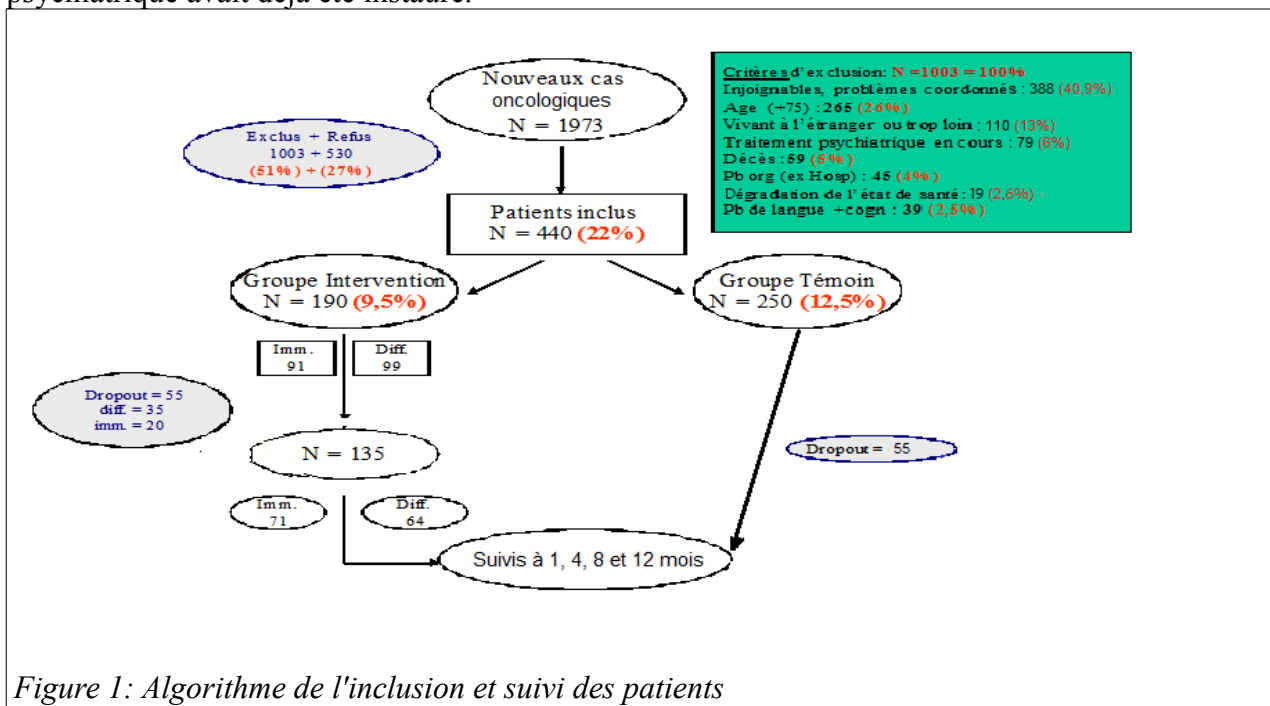 psychiatrique avait déjà été instauré.
Nouveaux cas
oncologiques
N = 1973
Critères d'exclusion: N =1003 = 100%
Injoignables, problèmes coordonnés : 388 (40,9%)
Age (+75) : 265 (26%)
Vivant à l'étranger ou trop loin : 110 (13%)
Traitement psychiatrique en cours : 79 (6%)
Décès : 59 (5%)
Pb org (ex Hosp) : 45 (4%)
Dégradation de l'état de santé : 19 (2,6%)
Pb de langue +cogn : 39 (2,5%)
Exclus + Refus
1003 + 530
(51%) + (27%)
Patients inclus
N = 440 (22%)
Groupe Intervention
N = 190 (9,5%)
Groupe Témoin
N = 250 (12,5%)
Imm.
91
Diff.
99
Dropout = 55
diff. = 35
imm. = 20
N = 135
Dropout = 55
Imm.
71
Diff.
64
Suivis à 1, 4, 8 et 12 mois
Figure 1: Algorithme de l'inclusion et suivi des patients